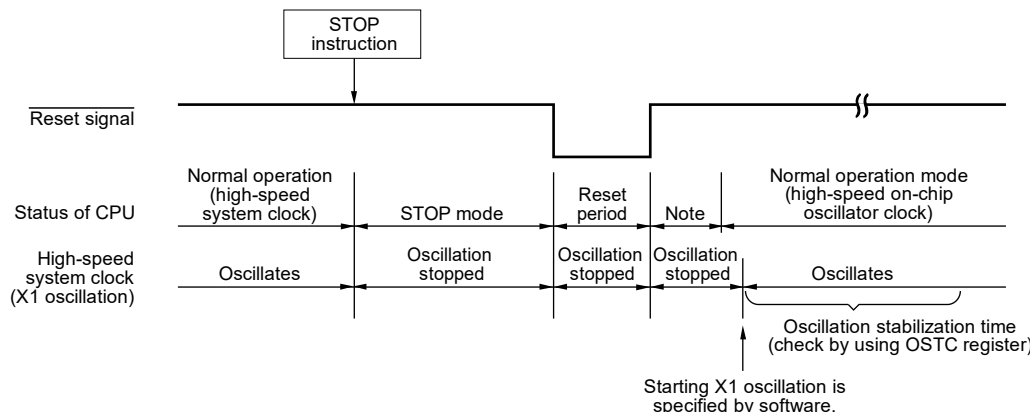 STOP
instruction
Reset signal
Normal operation
(high-speed
system clock)
Reset
period
Normal operation mode
(high-speed on-chip
oscillator clock)
Status of CPU
STOP mode
Note
High-speed
system clock
(X1 oscillation)
Oscillates
Oscillation
stopped
Oscillation
stopped
Oscillation
stopped
Oscillates
Oscillation stabilization time
(check by using OSTC register)
Starting X1 oscillation is
specified by software.